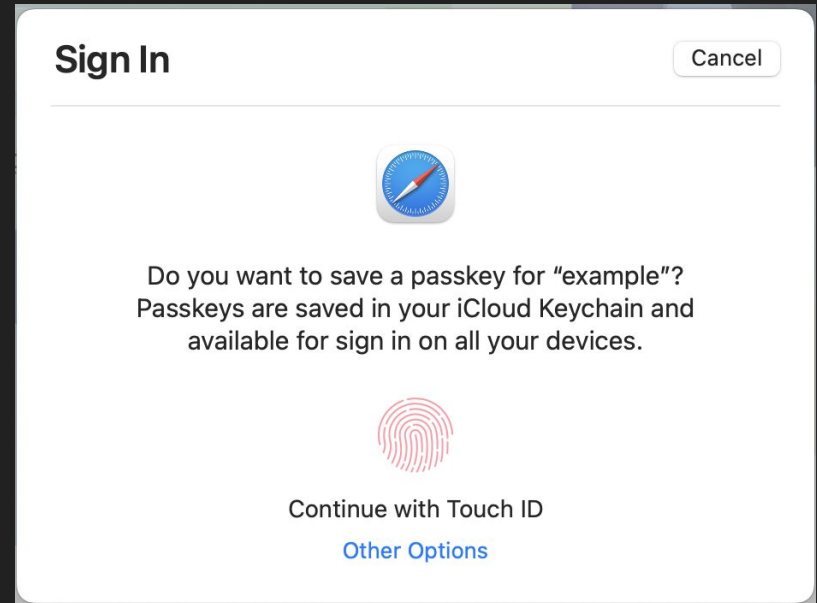 Sign In
Cancel
Do you want to save a passkey for “example”?
Passkeys are saved in your iCloud Keychain and
available for sign in on all your devices.
Continue with Touch ID
Other Options